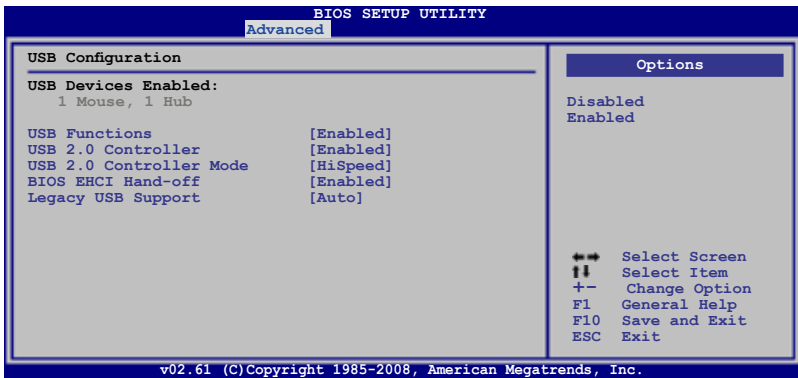 BIOS SETUP UTILITY
Advanced
USB Configuration
USB Devices Enabled:
1 Mouse, 1 Hub
USB Functions [Enabled]
USB 2.0 Controller [Enabled]
USB 2.0 Controller Mode [HiSpeed]
BIOS EHCI Hand-off [Enabled]
Legacy USB Support [Auto]
Options
Disabled
Enabled
←→ Select Screen
↑↓ Select Item
+- Change Option
F1 General Help
F10 Save and Exit
ESC Exit
v02.61 (C)Copyright 1985-2008, American Megatrends, Inc.